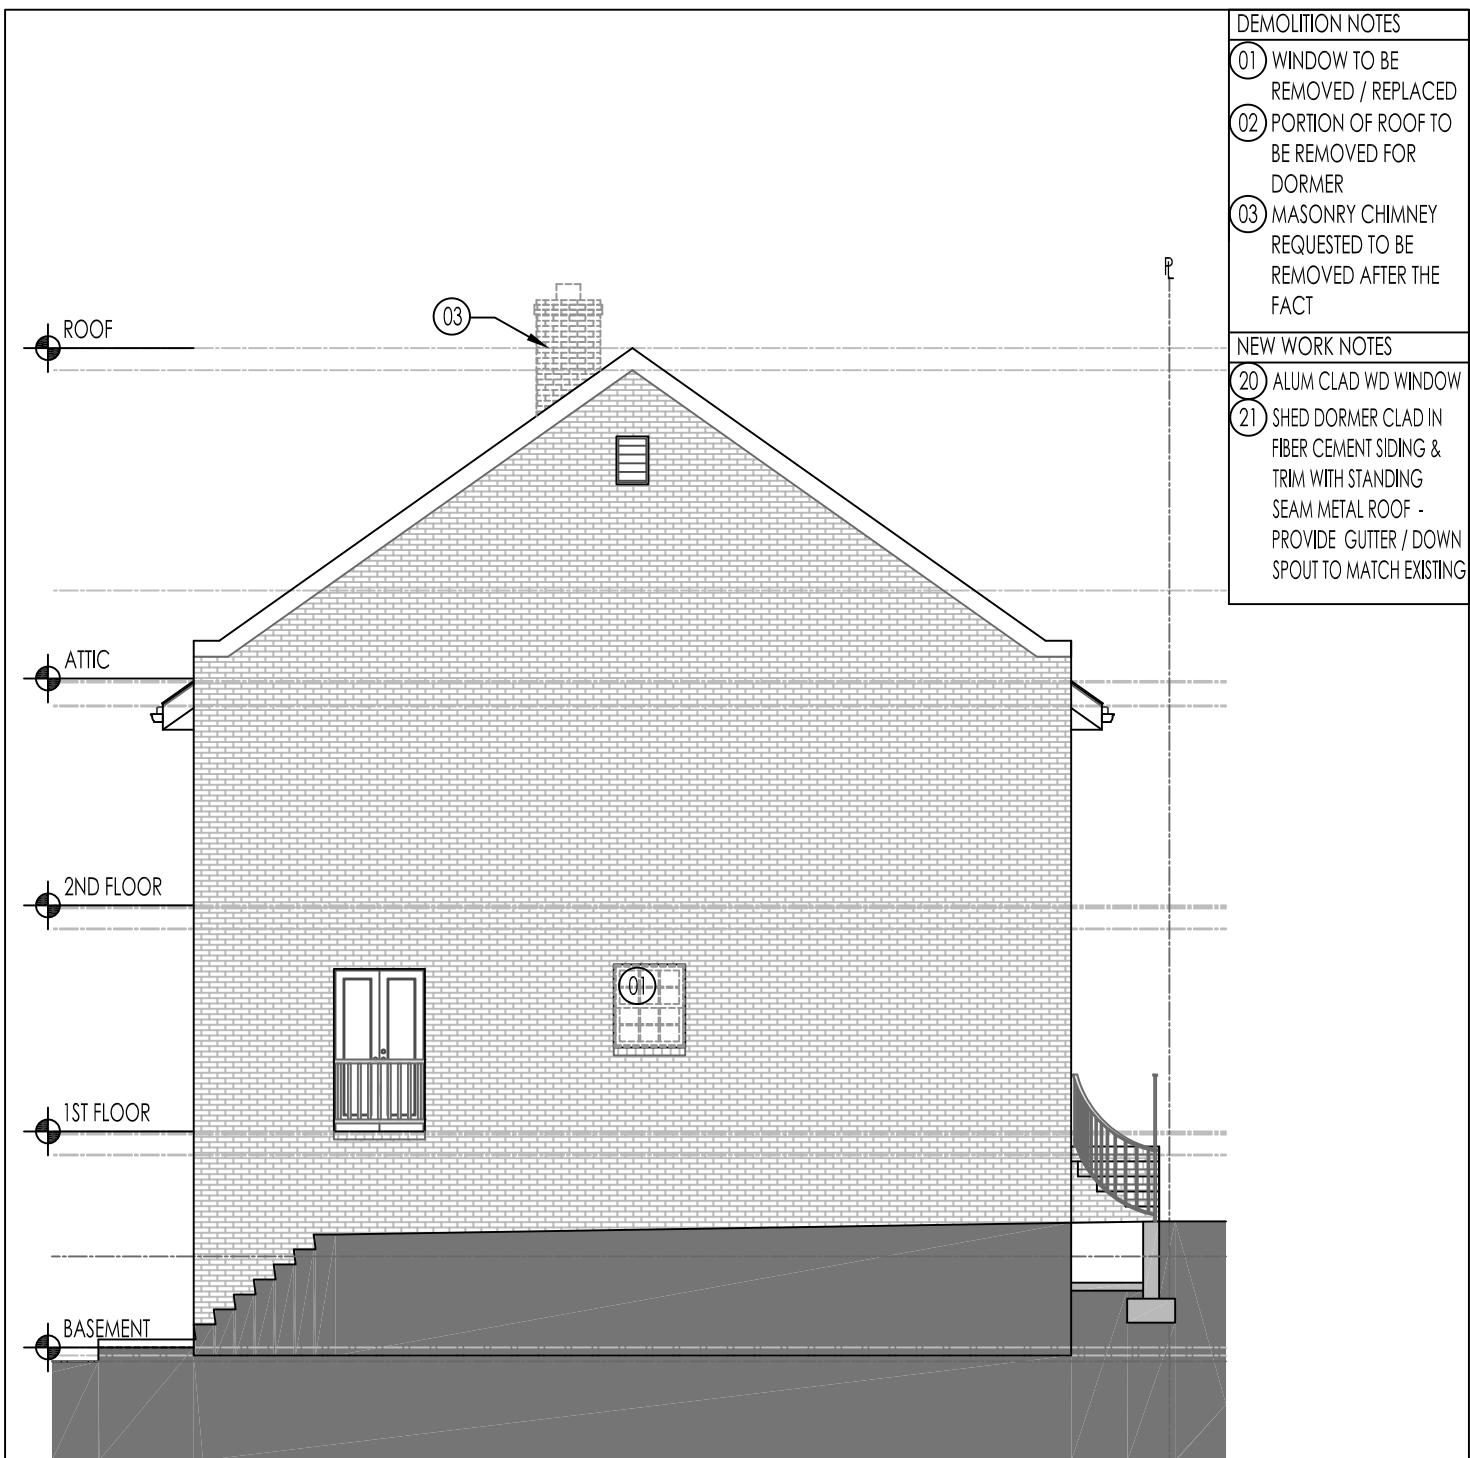 DEMOLITION NOTES
01 WINDOW TO BE
REMOVED / REPLACED
02 PORTION OF ROOF TO
BE REMOVED FOR
DORMER
03 MASONRY CHIMNEY
REQUESTED TO BE
REMOVED AFTER THE
FACT
NEW WORK NOTES
20 ALUM CLAD WD WINDOW
21 SHED DORMER CLAD IN
FIBER CEMENT SIDING &
TRIM WITH STANDING
SEAM METAL ROOF -
PROVIDE GUTTER / DOWN
SPOUT TO MATCH EXISTING
PL
03
ROOF
ATTIC
2ND FLOOR
01
1ST FLOOR
BASEMENT